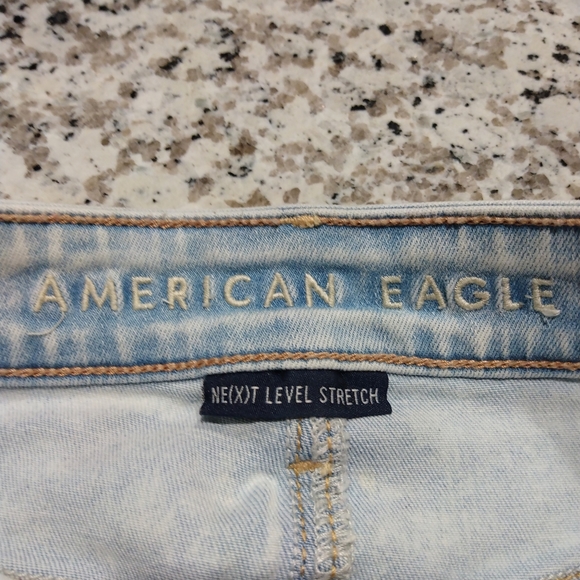 AMERICAN EAGLE
NE(X)T LEVEL STRETCH